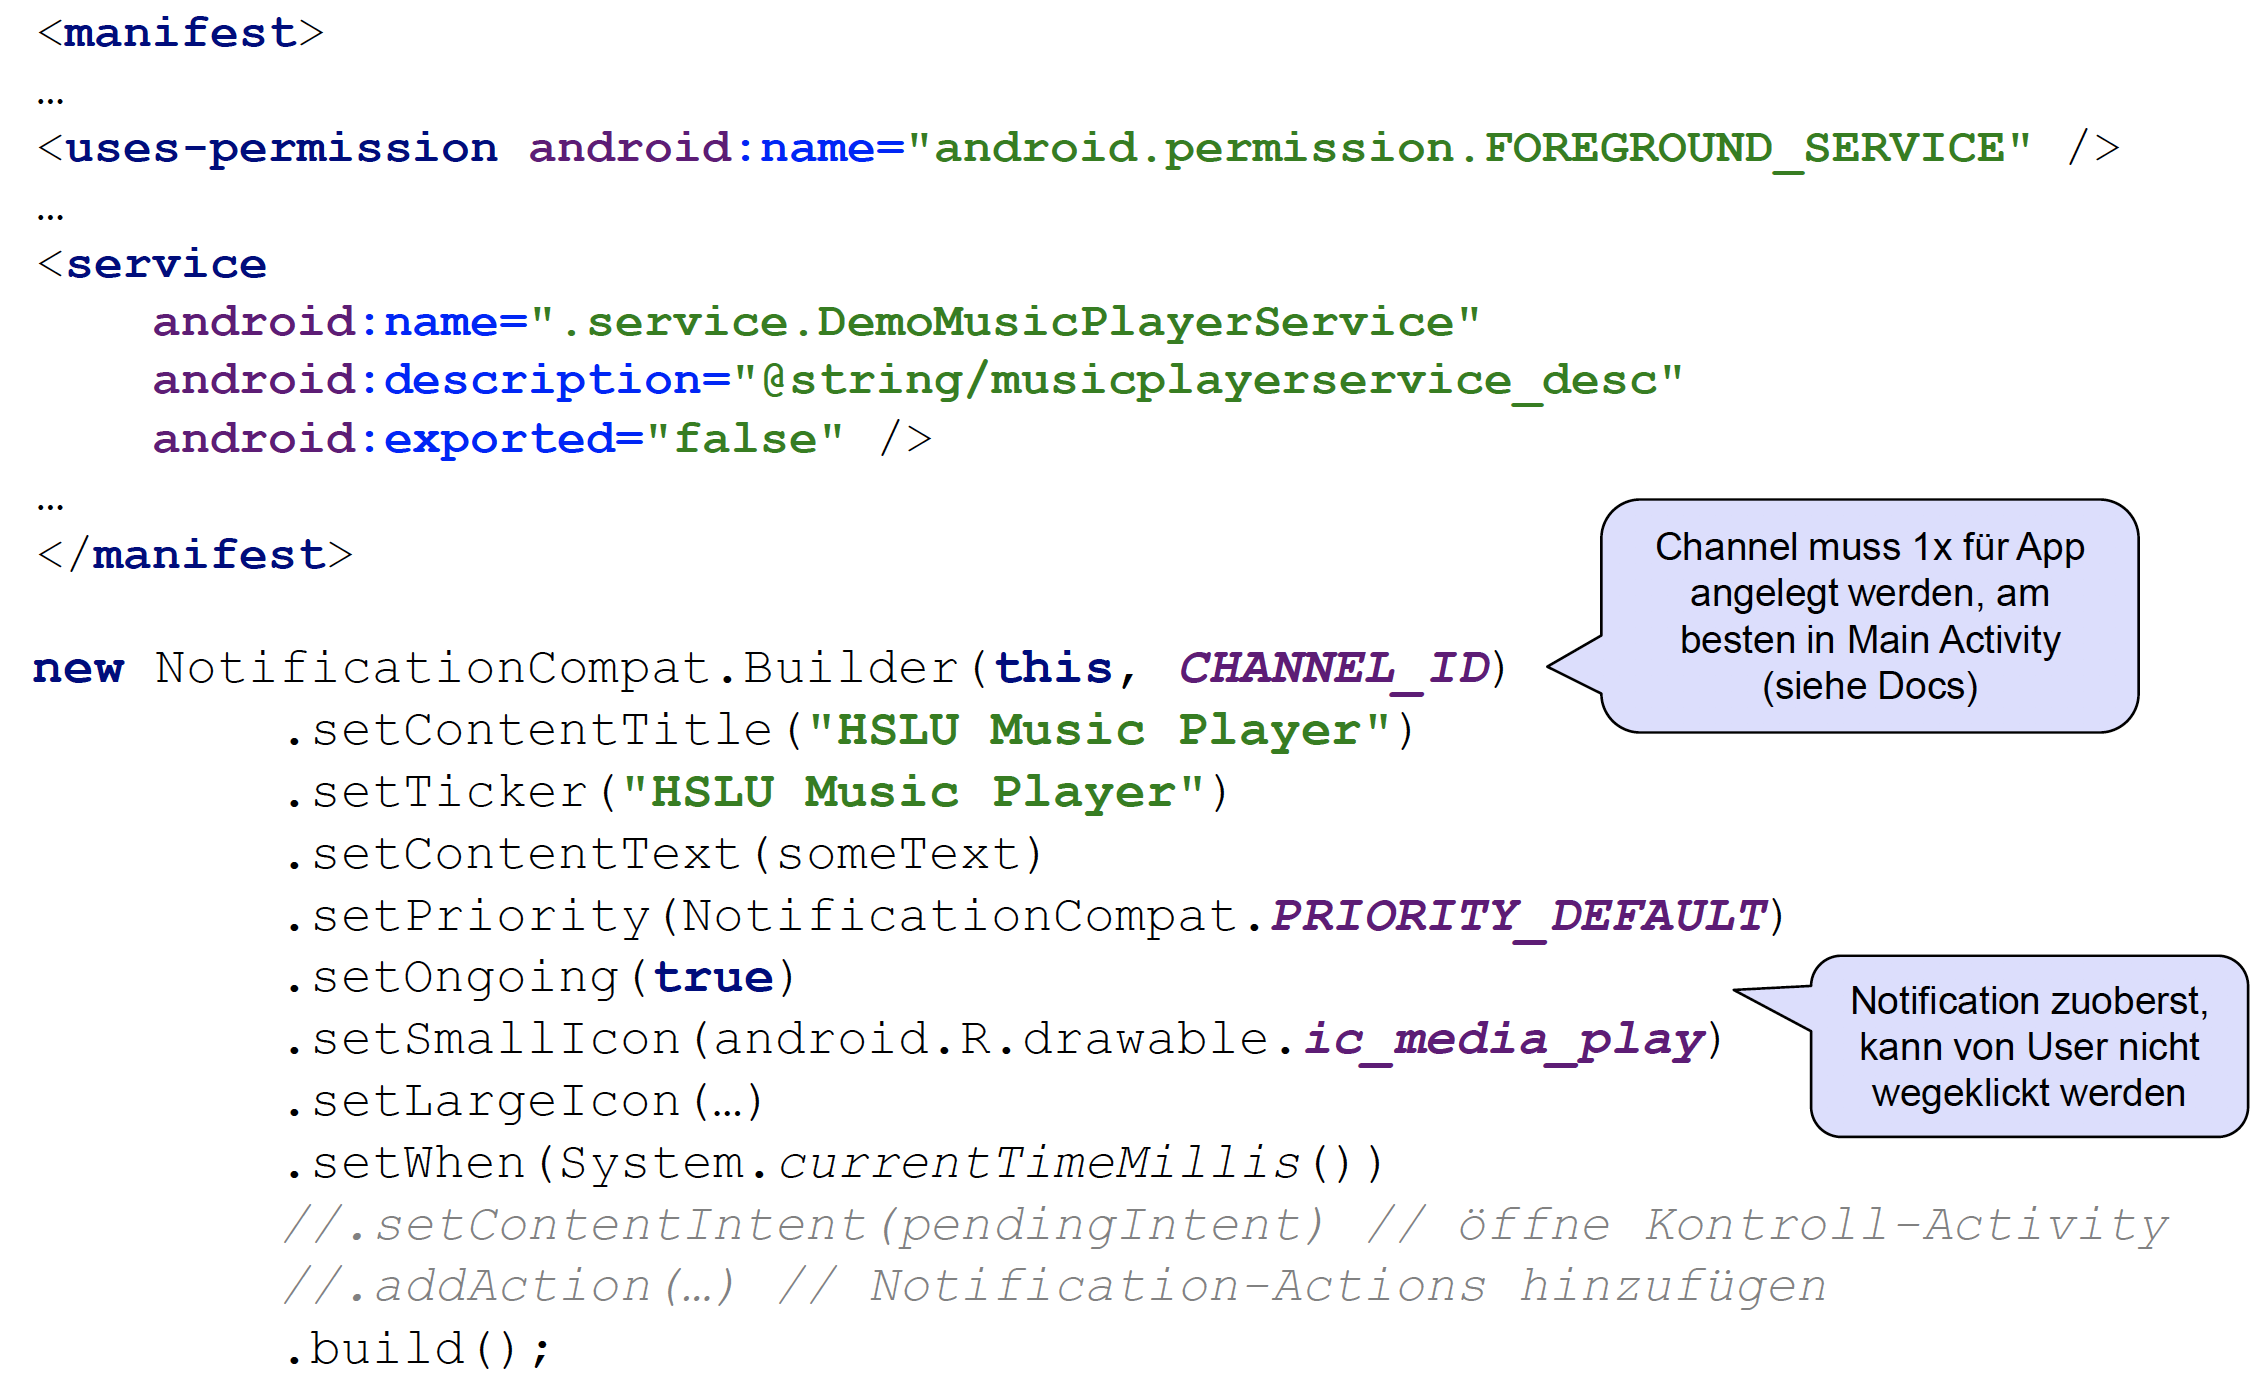 <manifest>
…
<uses-permission android:name="android.permission.FOREGROUND_SERVICE" />
…
<service
    android:name=".service.DemoMusicPlayerService"
    android:description="@string/musicplayerservice_desc"
    android:exported="false" />
…
</manifest>
Channel muss 1x für App
angelegt werden, am
besten in Main Activity
(siehe Docs)
new NotificationCompat.Builder(this, CHANNEL_ID)
        .setContentTitle("HSLU Music Player")
        .setTicker("HSLU Music Player")
        .setContentText(someText)
        .setPriority(NotificationCompat.PRIORITY_DEFAULT)
        .setOngoing(true)
        .setSmallIcon(android.R.drawable.ic_media_play)
        .setLargeIcon(…)
        .setWhen(System.currentTimeMillis())
        //.setContentIntent(pendingIntent) // öffne Kontroll-Activity
        //.addAction(…) // Notification-Actions hinzufügen
        .build();
Notification zuoberst,
kann von User nicht
wegeklickt werden